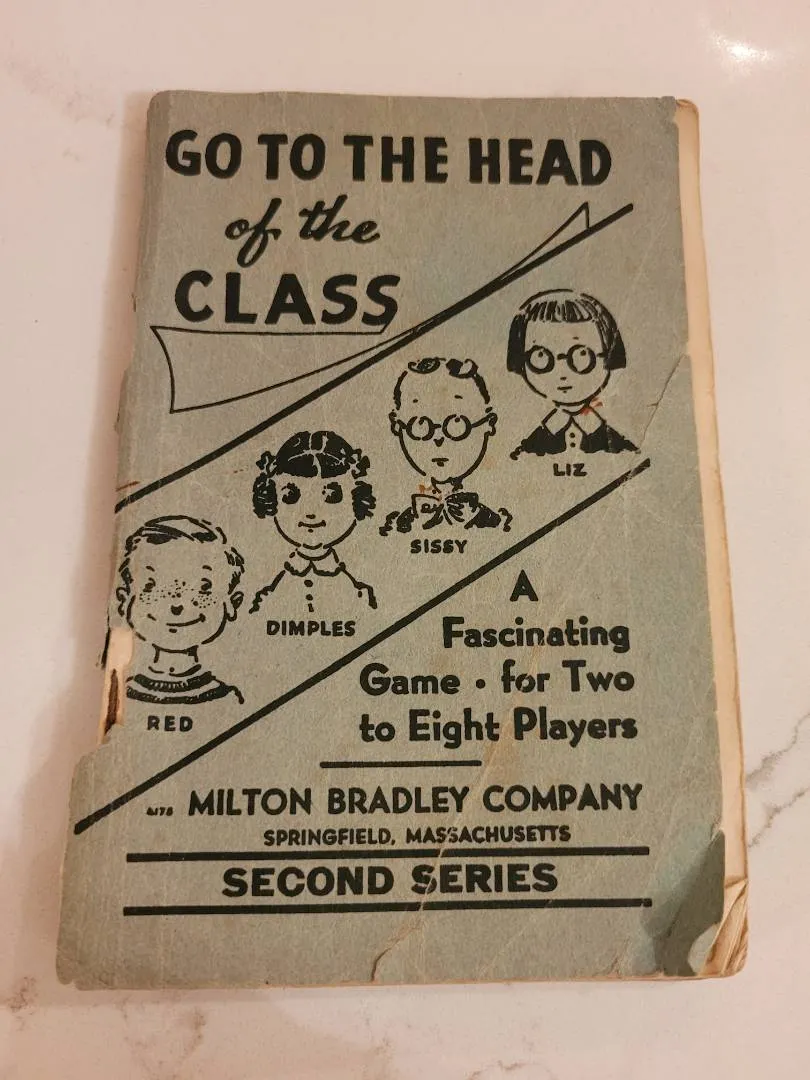 GO TO THE HEAD
of the
CLASS
LIZ
SISSY
DIMPLES
RED
A
Fascinating
Game • for Two
to Eight Players
MILTON BRADLEY COMPANY
SPRINGFIELD, MASSACHUSETTS
SECOND SERIES